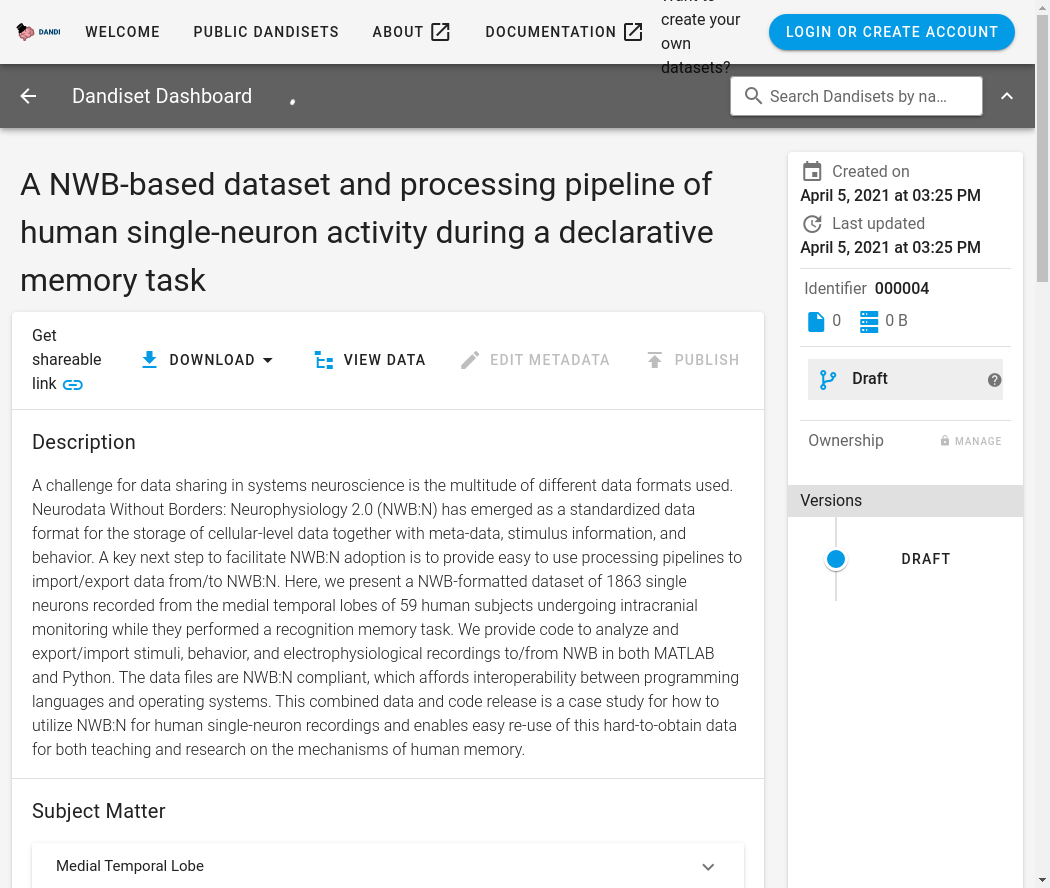 DANDI
WELCOME
PUBLIC DANDISETS
ABOUT
DOCUMENTATION
create your
own
datasets?
LOGIN OR CREATE ACCOUNT
Dandiset Dashboard
Search Dandisets by na…
A NWB-based dataset and processing pipeline of
human single-neuron activity during a declarative
memory task
Get
shareable
link
DOWNLOAD
VIEW DATA
EDIT METADATA
PUBLISH
Description
A challenge for data sharing in systems neuroscience is the multitude of different data formats used.
Neurodata Without Borders: Neurophysiology 2.0 (NWB:N) has emerged as a standardized data
format for the storage of cellular-level data together with meta-data, stimulus information, and
behavior. A key next step to facilitate NWB:N adoption is to provide easy to use processing pipelines to
import/export data from/to NWB:N. Here, we present a NWB-formatted dataset of 1863 single
neurons recorded from the medial temporal lobes of 59 human subjects undergoing intracranial
monitoring while they performed a recognition memory task. We provide code to analyze and
export/import stimuli, behavior, and electrophysiological recordings to/from NWB in both MATLAB
and Python. The data files are NWB:N compliant, which affords interoperability between programming
languages and operating systems. This combined data and code release is a case study for how to
utilize NWB:N for human single-neuron recordings and enables easy re-use of this hard-to-obtain data
for both teaching and research on the mechanisms of human memory.
Subject Matter
Medial Temporal Lobe
Created on
April 5, 2021 at 03:25 PM
Last updated
April 5, 2021 at 03:25 PM
Identifier 000004
0
0 B
Draft
Ownership
MANAGE
Versions
DRAFT